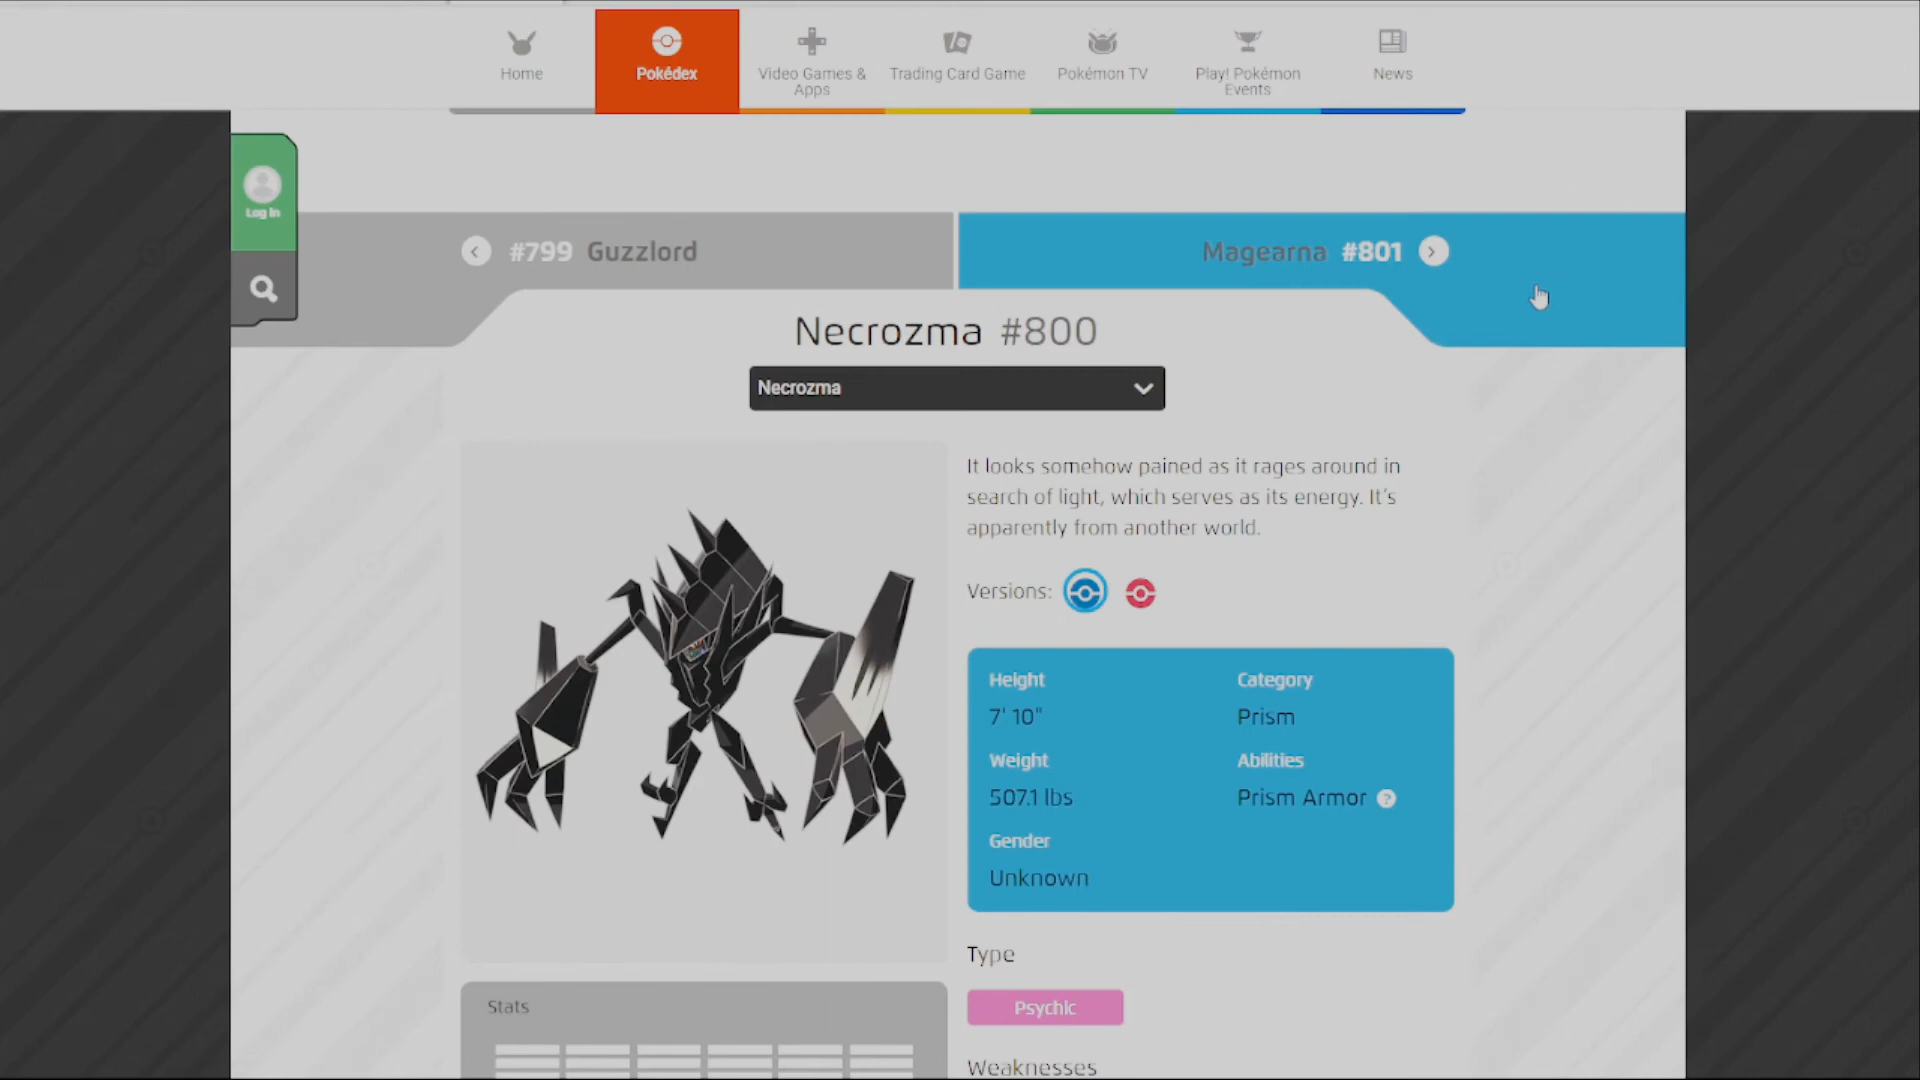 Home
Pokédex
Video Games &
Apps
Trading Card Game
Pokémon TV
Play! Pokémon
Events
News
Log In
#799 Guzzlord
Magearna #801
Necrozma #800
Necrozma
It looks somehow pained as it rages around in
search of light, which serves as its energy. It's
apparently from another world.
Versions:
Height
7' 10"
Weight
507.1 lbs
Gender
Unknown
Category
Prism
Abilities
Prism Armor ?
Type
Psychic
Weaknesses
Stats